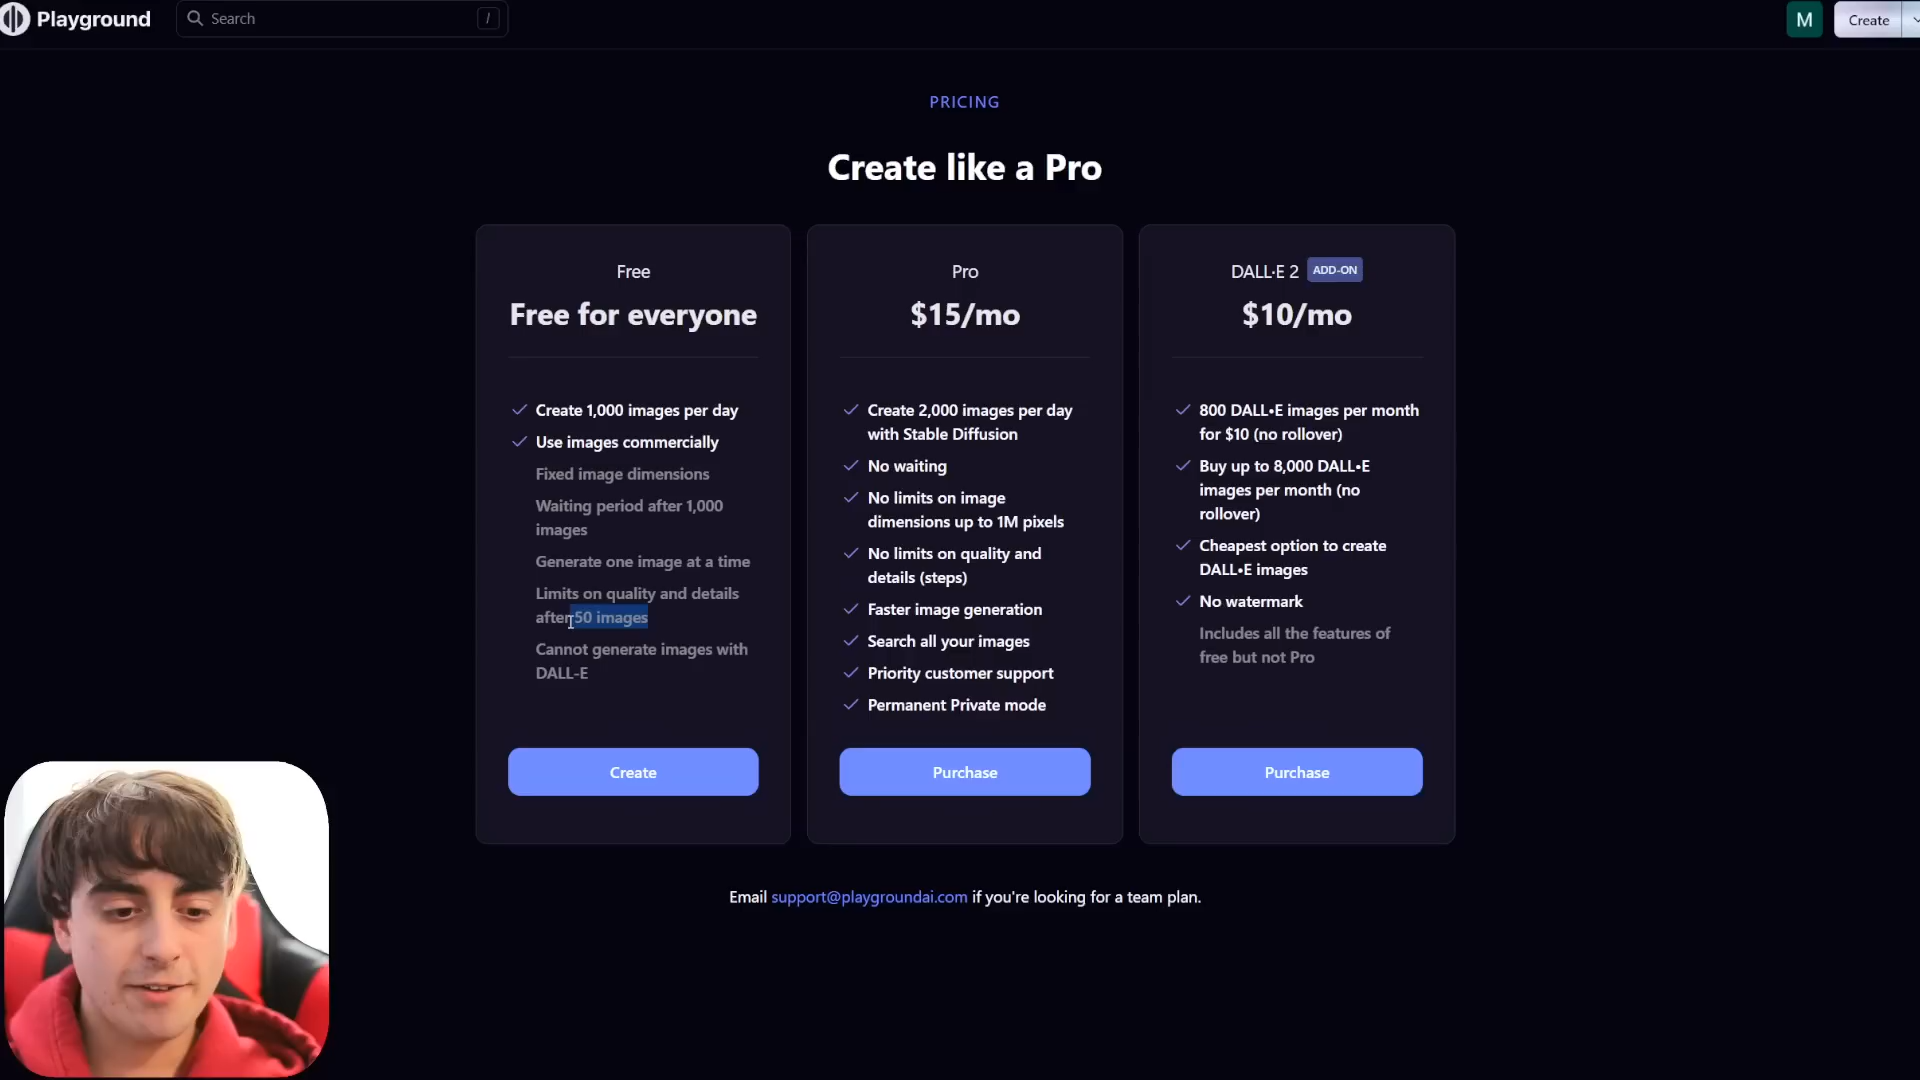 Playground
Search
/
M
Create
PRICING
Create like a Pro
Free
Free for everyone
Create 1,000 images per day
Use images commercially
Fixed image dimensions
Waiting period after 1,000
images
Generate one image at a time
Limits on quality and details
after 50 images
Cannot generate images with
DALL-E
Create
Pro
$15/mo
Create 2,000 images per day
with Stable Diffusion
No waiting
No limits on image
dimensions up to 1M pixels
No limits on quality and
details (steps)
Faster image generation
Search all your images
Priority customer support
Permanent Private mode
Purchase
DALL·E 2 ADD-ON
$10/mo
800 DALL•E images per month
for $10 (no rollover)
Buy up to 8,000 DALL•E
images per month (no
rollover)
Cheapest option to create
DALL•E images
No watermark
Includes all the features of
free but not Pro
Purchase
Email support@playgroundai.com if you're looking for a team plan.